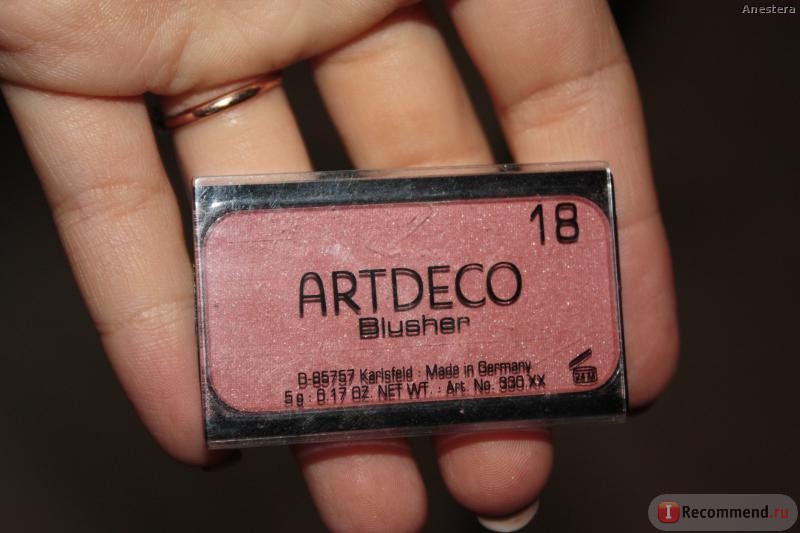 Anestera
18
ARTDECO
Blusher
D-85757 Karlsfeld · Made in Germany
5 g · 0.17 OZ. NET WT. · Art. No. 330.XX
24 M
I Recommend.ru